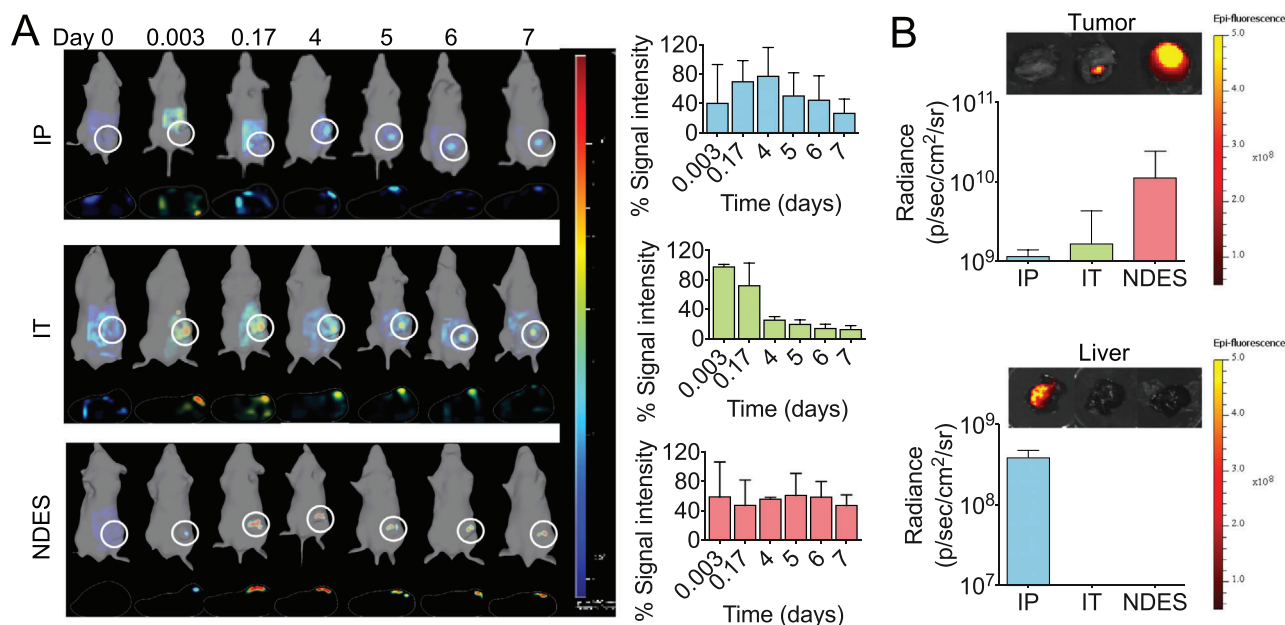 A
Day 0 0.003 0.17 4 5 6 7
IP
IT
NDES
120
80
40
0
% Signal intensity
0.003 0.17 4 5 6 7
Time (days)
120
80
40
0
% Signal intensity
0.003 0.17 4 5 6 7
Time (days)
120
80
40
0
% Signal intensity
0.003 0.17 4 5 6 7
Time (days)
B
Tumor
Epi-fluorescence
5.0
4.0
3.0
2.0
1.0
x10⁸
10¹¹
10¹⁰
10⁹
Radiance
(p/sec/cm²/sr)
IP IT NDES
Liver
Epi-fluorescence
5.0
4.0
3.0
2.0
1.0
x10⁸
10⁹
10⁸
10⁷
Radiance
(p/sec/cm²/sr)
IP IT NDES